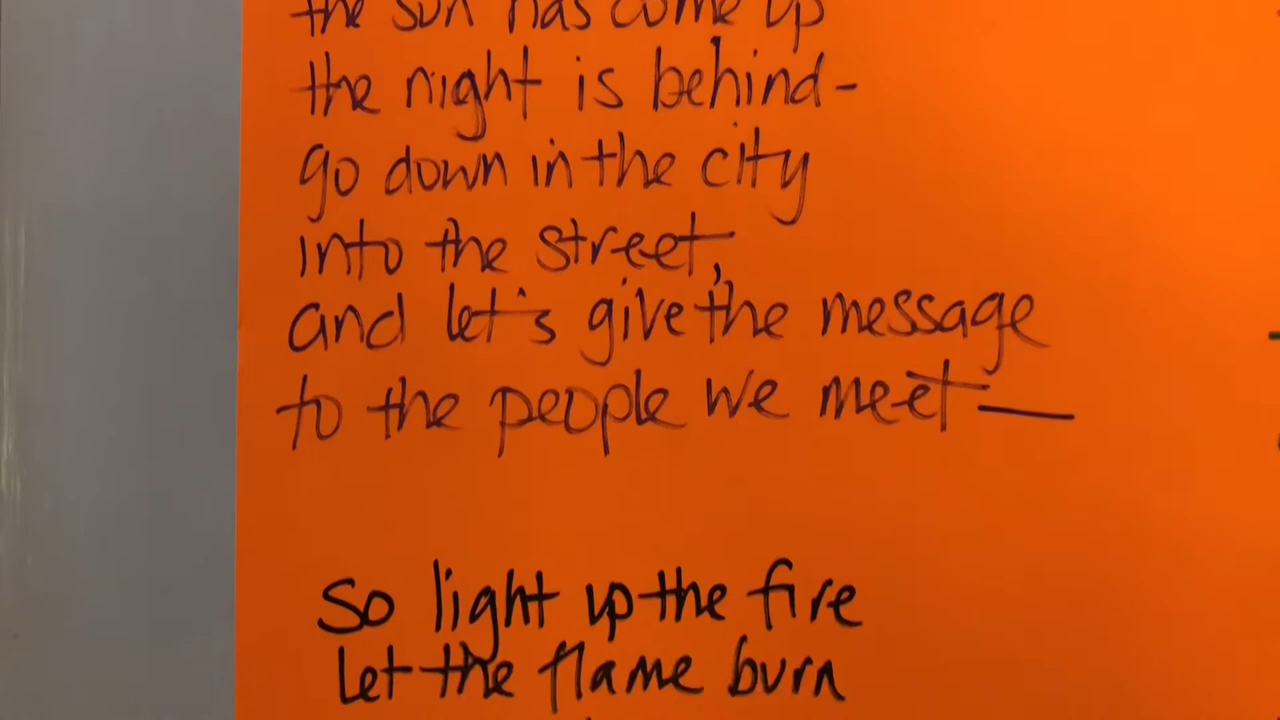 the sun has come up
the night is behind-
go down in the city
into the street,
and let's give the message
to the people we meet —
So light up the fire
Let the flame burn